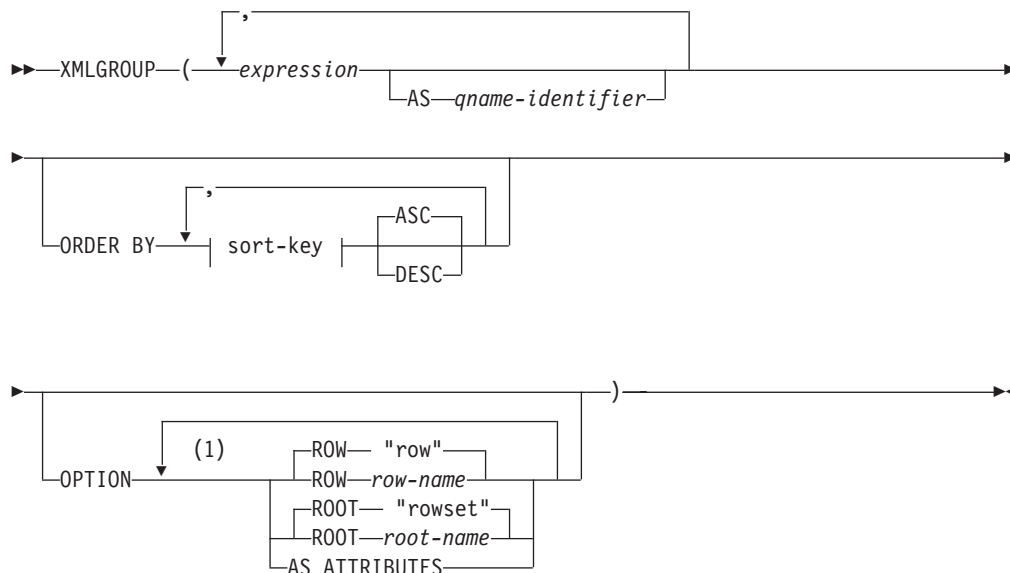 ,
XMLGROUP ( expression
AS qname-identifier
,
ORDER BY sort-key ASC
DESC
)
(1)
OPTION ROW "row"
ROW row-name
ROOT "rowset"
ROOT root-name
AS ATTRIBUTES